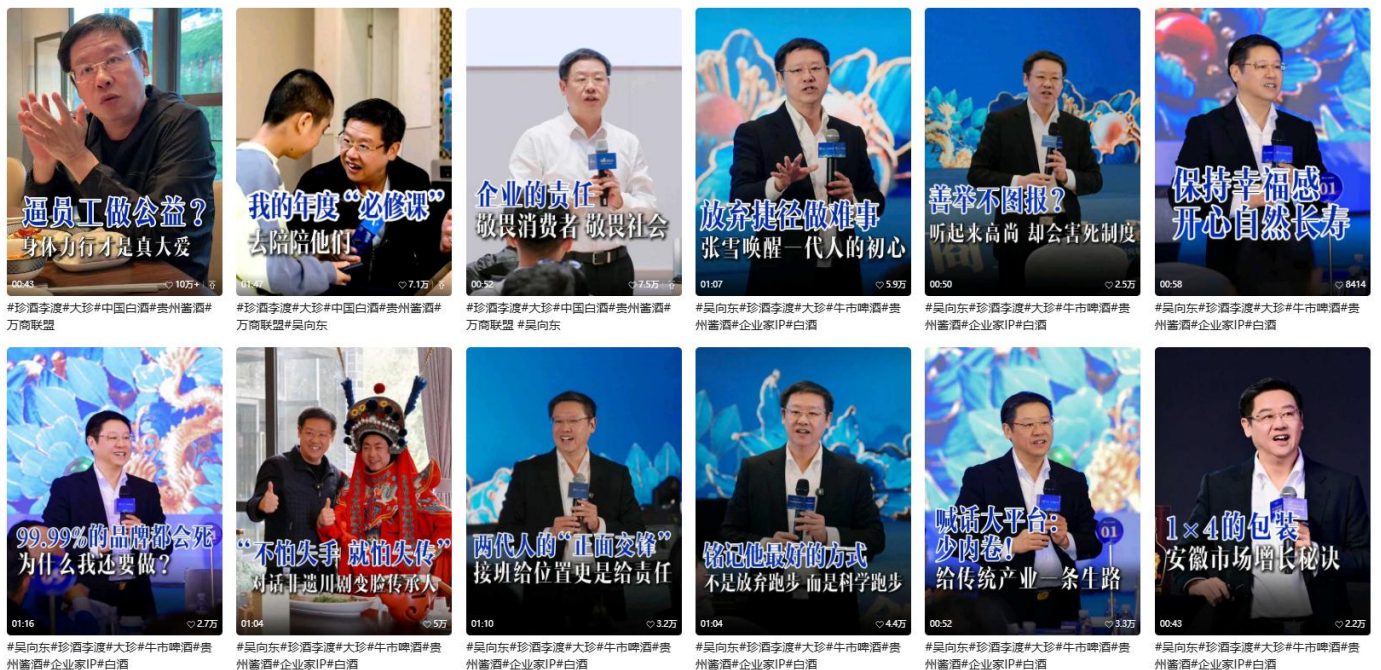 逼员工做公益?
身体力行才是真大爱
00:43
10万+
#珍酒李渡#大珍#中国白酒#贵州酱酒#
万商联盟
我的年度“必修课”
去陪陪他们
01:47
7.1万
#珍酒李渡#大珍#中国白酒#贵州酱酒#
万商联盟#吴向东
企业的责任
敬畏消费者 敬畏社会
00:52
7.5万
#珍酒李渡#大珍#中国白酒#贵州酱酒#
万商联盟 #吴向东
放弃捷径做难事
张雪唤醒一代人的初心
01:07
5.9万
#吴向东#珍酒李渡#大珍#牛市啤酒#贵
州酱酒#企业家IP#白酒
善举不图报?
听起来高尚 却会害死制度
00:50
2.5万
#吴向东#珍酒李渡#大珍#牛市啤酒#贵
州酱酒#企业家IP#白酒
01
保持幸福感
开心自然长寿
00:58
8414
#吴向东#珍酒李渡#大珍#牛市啤酒#贵
州酱酒#企业家IP#白酒
99.99%的品牌都会死
为什么我还要做?
01:16
2.7万
#吴向东#珍酒李渡#大珍#牛市啤酒#贵
州酱酒#企业家IP#白酒
“不怕失手 就怕失传”
对话非遗川剧变脸传承人
01:04
5万
#吴向东#珍酒李渡#大珍#牛市啤酒#贵
州酱酒#企业家IP#白酒
两代人的“正面交锋”
接班给位置更是给责任
01:10
3.2万
#吴向东#珍酒李渡#大珍#牛市啤酒#贵
州酱酒#企业家IP#白酒
铭记他最好的方式
不是放弃跑步 而是科学跑步
01:04
4.4万
#吴向东#珍酒李渡#大珍#牛市啤酒#贵
州酱酒#企业家IP#白酒
喊话大平台:
少内卷!
01
给传统产业一条生路
00:52
3.3万
#吴向东#珍酒李渡#大珍#牛市啤酒#贵
州酱酒#企业家IP#白酒
1×4的包装
安徽市场增长秘诀
00:43
2.2万
#吴向东#珍酒李渡#大珍#牛市啤酒#贵
州酱酒#企业家IP#白酒